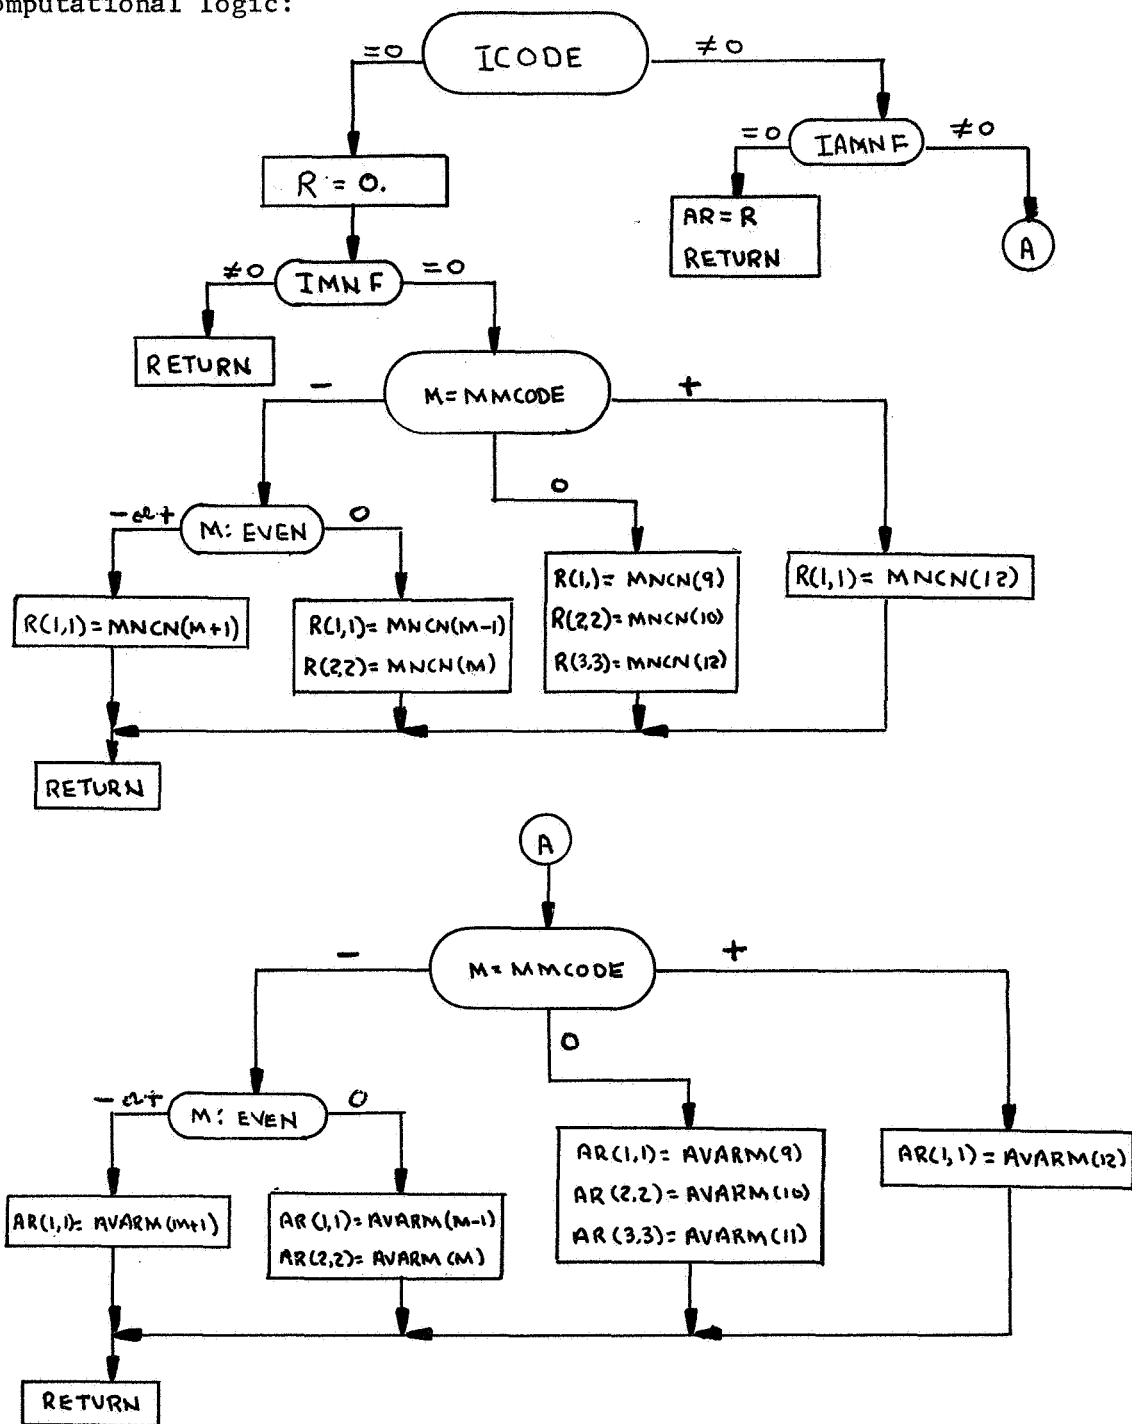 omputational logic:
=0
ICODE
≠0
=0
IAMNF
≠0
R = 0.
AR = R
RETURN
A
≠0
IMNF
=0
RETURN
-
M = MMCODE
+
0
- or +
M: EVEN
0
R(1,1) = MNCN(M+1)
R(1,1) = MNCN(M-1)
R(2,2) = MNCN(M)
R(1,) = MNCN(9)
R(2,2) = MNCN(10)
R(3,3) = MNCN(12)
R(1,1) = MNCN(12)
RETURN
A
-
M = MMCODE
+
0
- or +
M: EVEN
0
AR(1,1) = AVARM(M+1)
AR(1,1) = AVARM(M-1)
AR(2,2) = AVARM(M)
AR(1,1) = AVARM(9)
AR(2,2) = AVARM(10)
AR(3,3) = AVARM(11)
AR(1,1) = AVARM(12)
RETURN